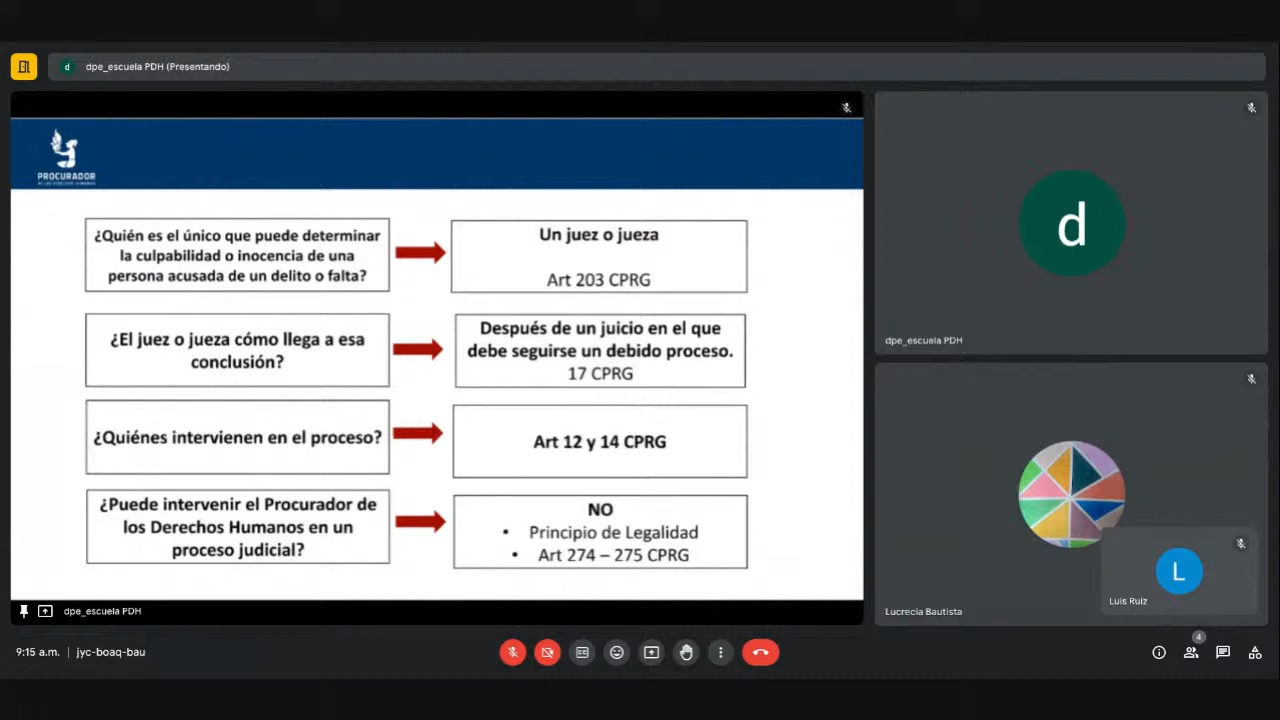 d
dpe_escuela PDH (Presentando)
PROCURADOR
DE LOS DERECHOS HUMANOS
¿Quién es el único que puede determinar
la culpabilidad o inocencia de una
persona acusada de un delito o falta?
Un juez o jueza
Art 203 CPRG
¿El juez o jueza cómo llega a esa
conclusión?
Después de un juicio en el que
debe seguirse un debido proceso.
17 CPRG
¿Quiénes intervienen en el proceso?
Art 12 y 14 CPRG
¿Puede intervenir el Procurador de
los Derechos Humanos en un
proceso judicial?
NO
• Principio de Legalidad
• Art 274 – 275 CPRG
dpe_escuela PDH
d
dpe_escuela PDH
L
Luis Ruiz
Lucrecia Bautista
9:15 a.m. | jyc-boaq-bau
4